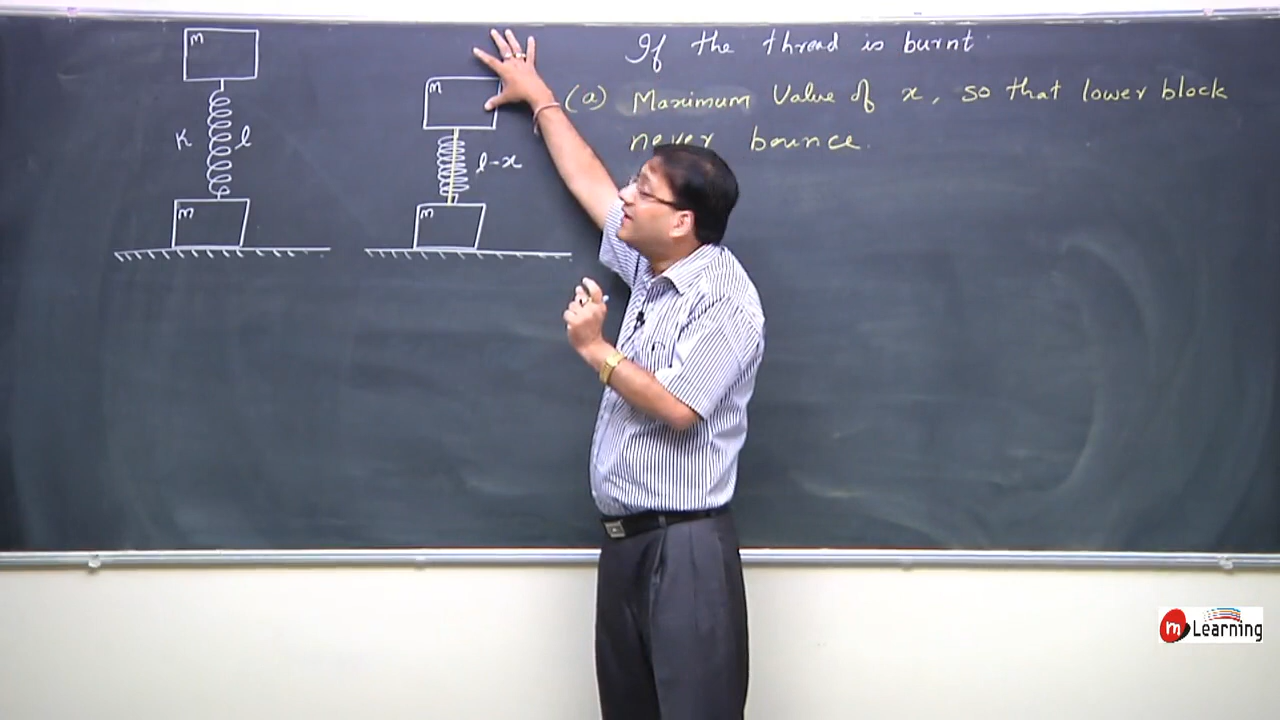 m
K
l
m
m
l-x
m
If the thread is burnt
(a) Maximum Value of x, so that lower block
never bounce.
m Learning